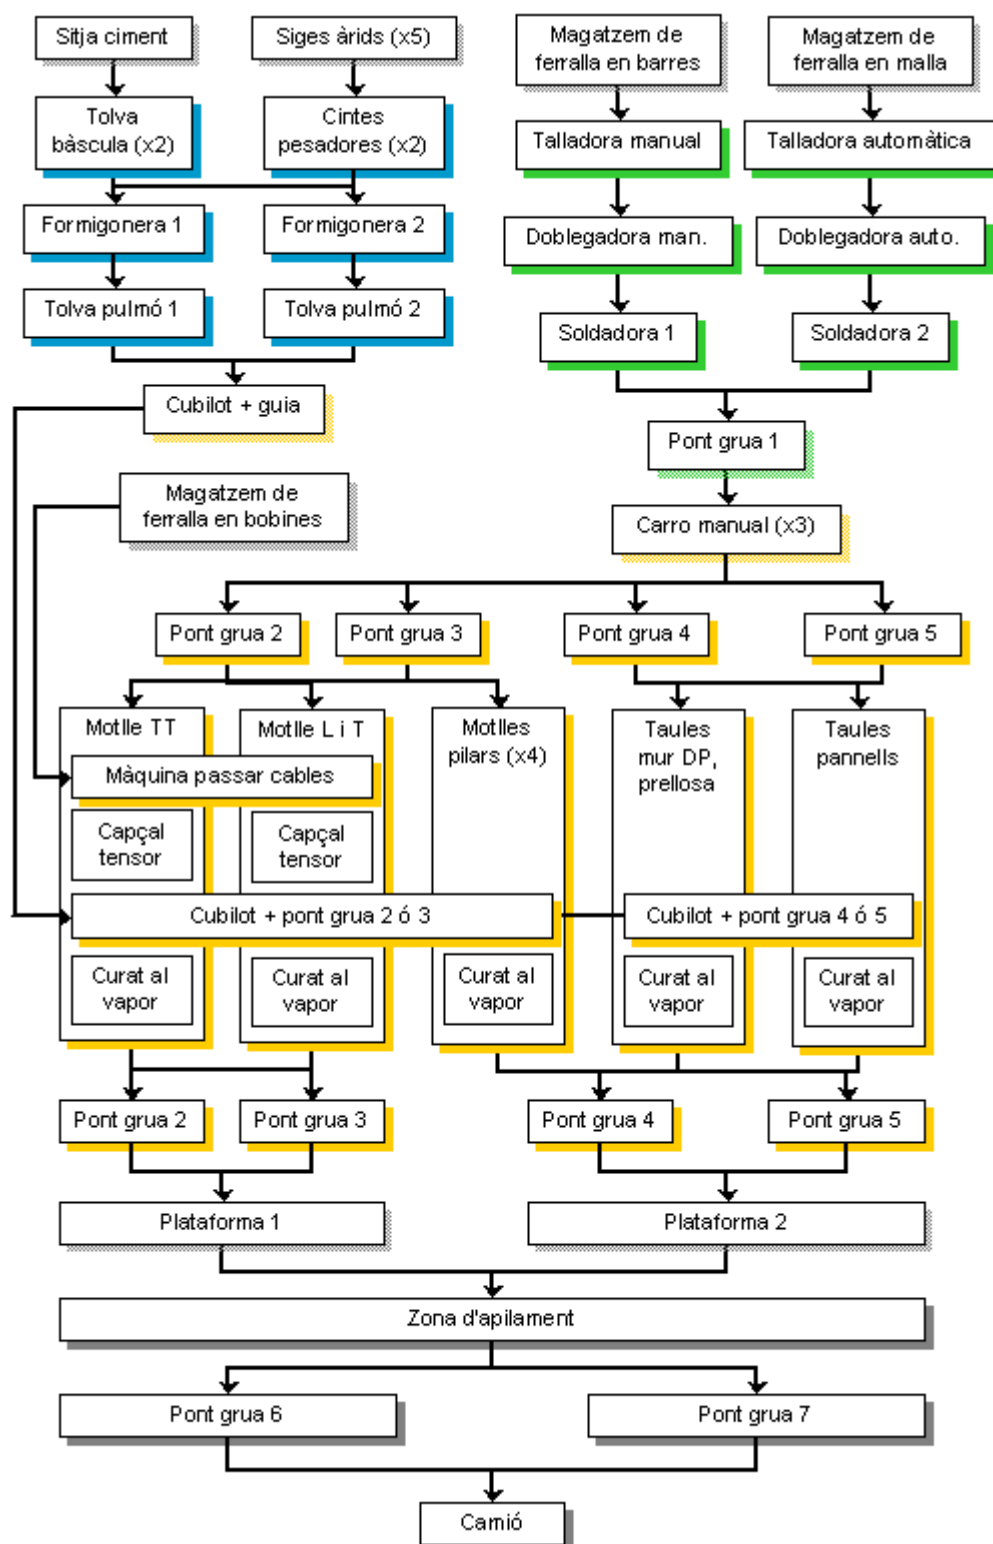 Sitja ciment
Siges àrids (x5)
Magatzem de
ferralla en barres
Magatzem de
ferralla en malla
Tolva
bàscula (x2)
Cintes
pesadores (x2)
Talladora manual
Talladora automàtica
Formigonera 1
Formigonera 2
Doblegadora man.
Doblegadora auto.
Tolva pulmó 1
Tolva pulmó 2
Soldadora 1
Soldadora 2
Cubilot + guia
Pont grua 1
Magatzem de
ferralla en bobines
Carro manual (x3)
Pont grua 2
Pont grua 3
Pont grua 4
Pont grua 5
Motlle TT
Motlle L i T
Motlles
pilars (x4)
Taules
mur DP,
prellosa
Taules
pannells
Màquina passar cables
Capçal
tensor
Capçal
tensor
Cubilot + pont grua 2 ó 3
Cubilot + pont grua 4 ó 5
Curat al
vapor
Curat al
vapor
Curat al
vapor
Curat al
vapor
Curat al
vapor
Pont grua 2
Pont grua 3
Pont grua 4
Pont grua 5
Plataforma 1
Plataforma 2
Zona d'apilament
Pont grua 6
Pont grua 7
Camió